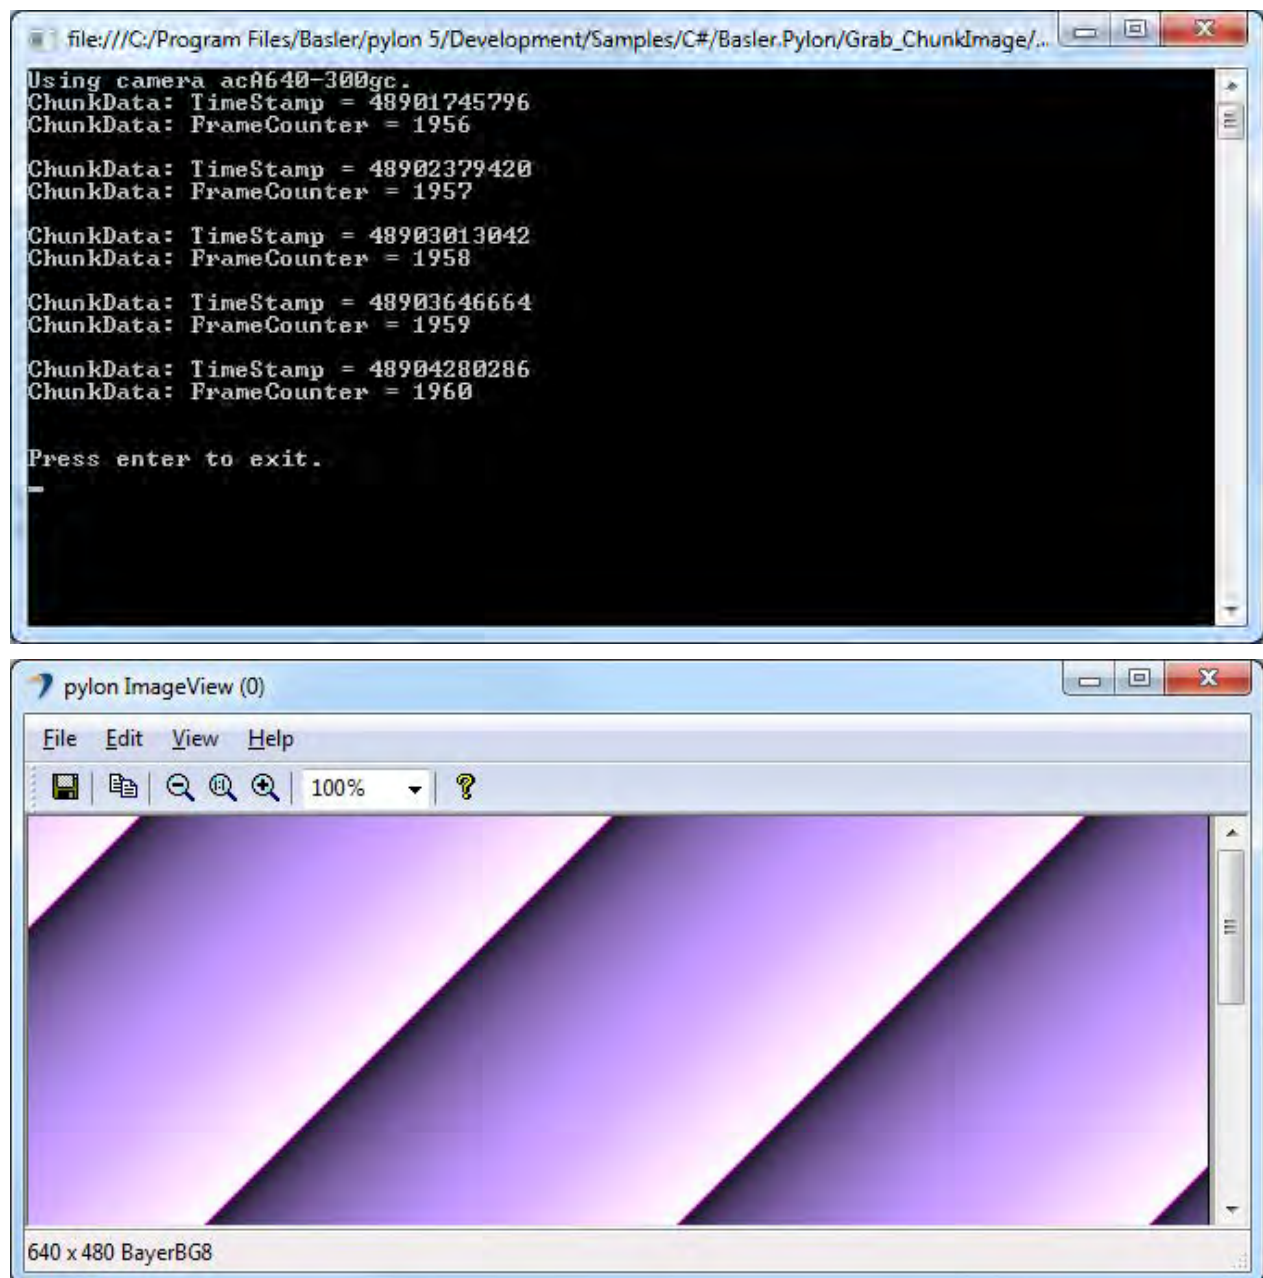 file:///C:/Program Files/Basler/pylon 5/Development/Samples/C#/Basler.Pylon/Grab_ChunkImage/...
Using camera acA640-300gc.
ChunkData: TimeStamp = 48901745796
ChunkData: FrameCounter = 1956
ChunkData: TimeStamp = 48902379420
ChunkData: FrameCounter = 1957
ChunkData: TimeStamp = 48903013042
ChunkData: FrameCounter = 1958
ChunkData: TimeStamp = 48903646664
ChunkData: FrameCounter = 1959
ChunkData: TimeStamp = 48904280286
ChunkData: FrameCounter = 1960
Press enter to exit.
pylon ImageView (0)
File Edit View Help
100%
640 x 480 BayerBG8